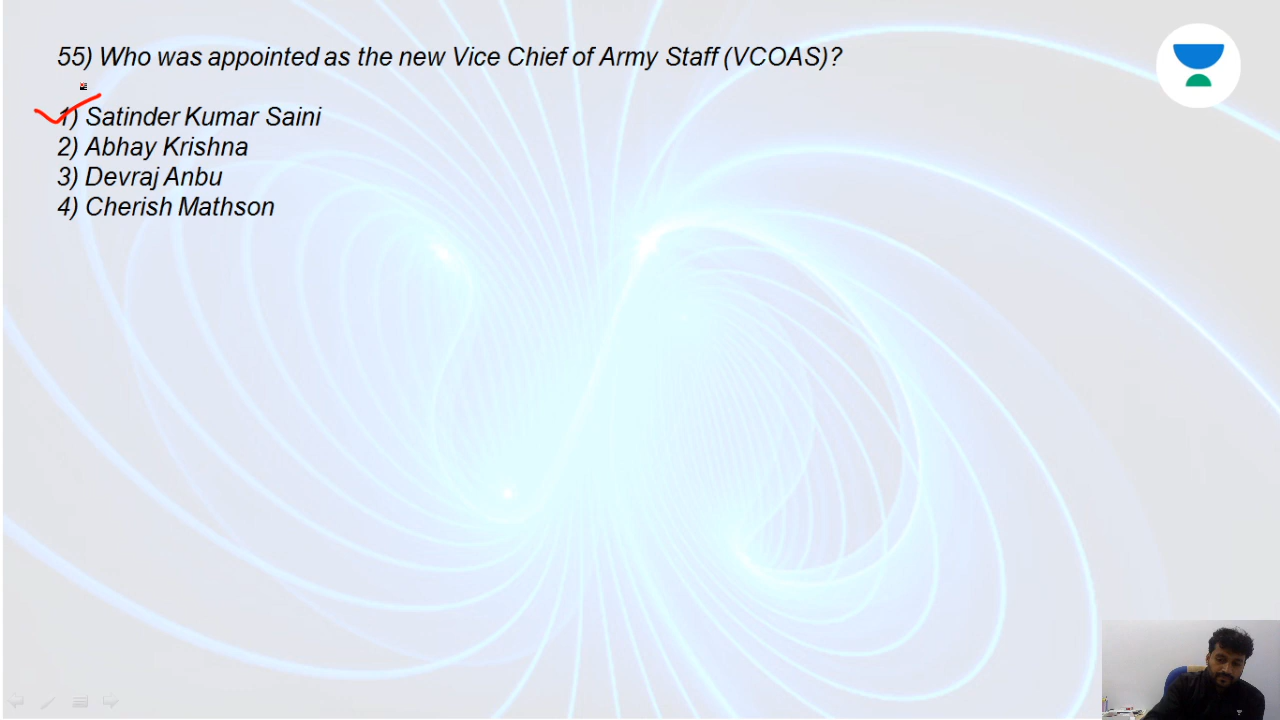 55) Who was appointed as the new Vice Chief of Army Staff (VCOAS)?
1) Satinder Kumar Saini
2) Abhay Krishna
3) Devraj Anbu
4) Cherish Mathson